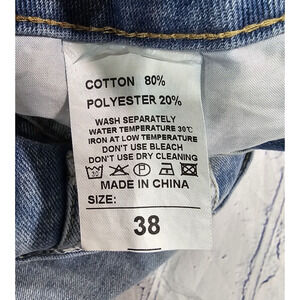 COTTON 80%
POLYESTER 20%
WASH SEPARATELY
WATER TEMPERATURE 30℃
IRON AT LOW TEMPERATURE
DON'T USE BLEACH
DON'T USE DRY CLEANING
MADE IN CHINA
SIZE:
38